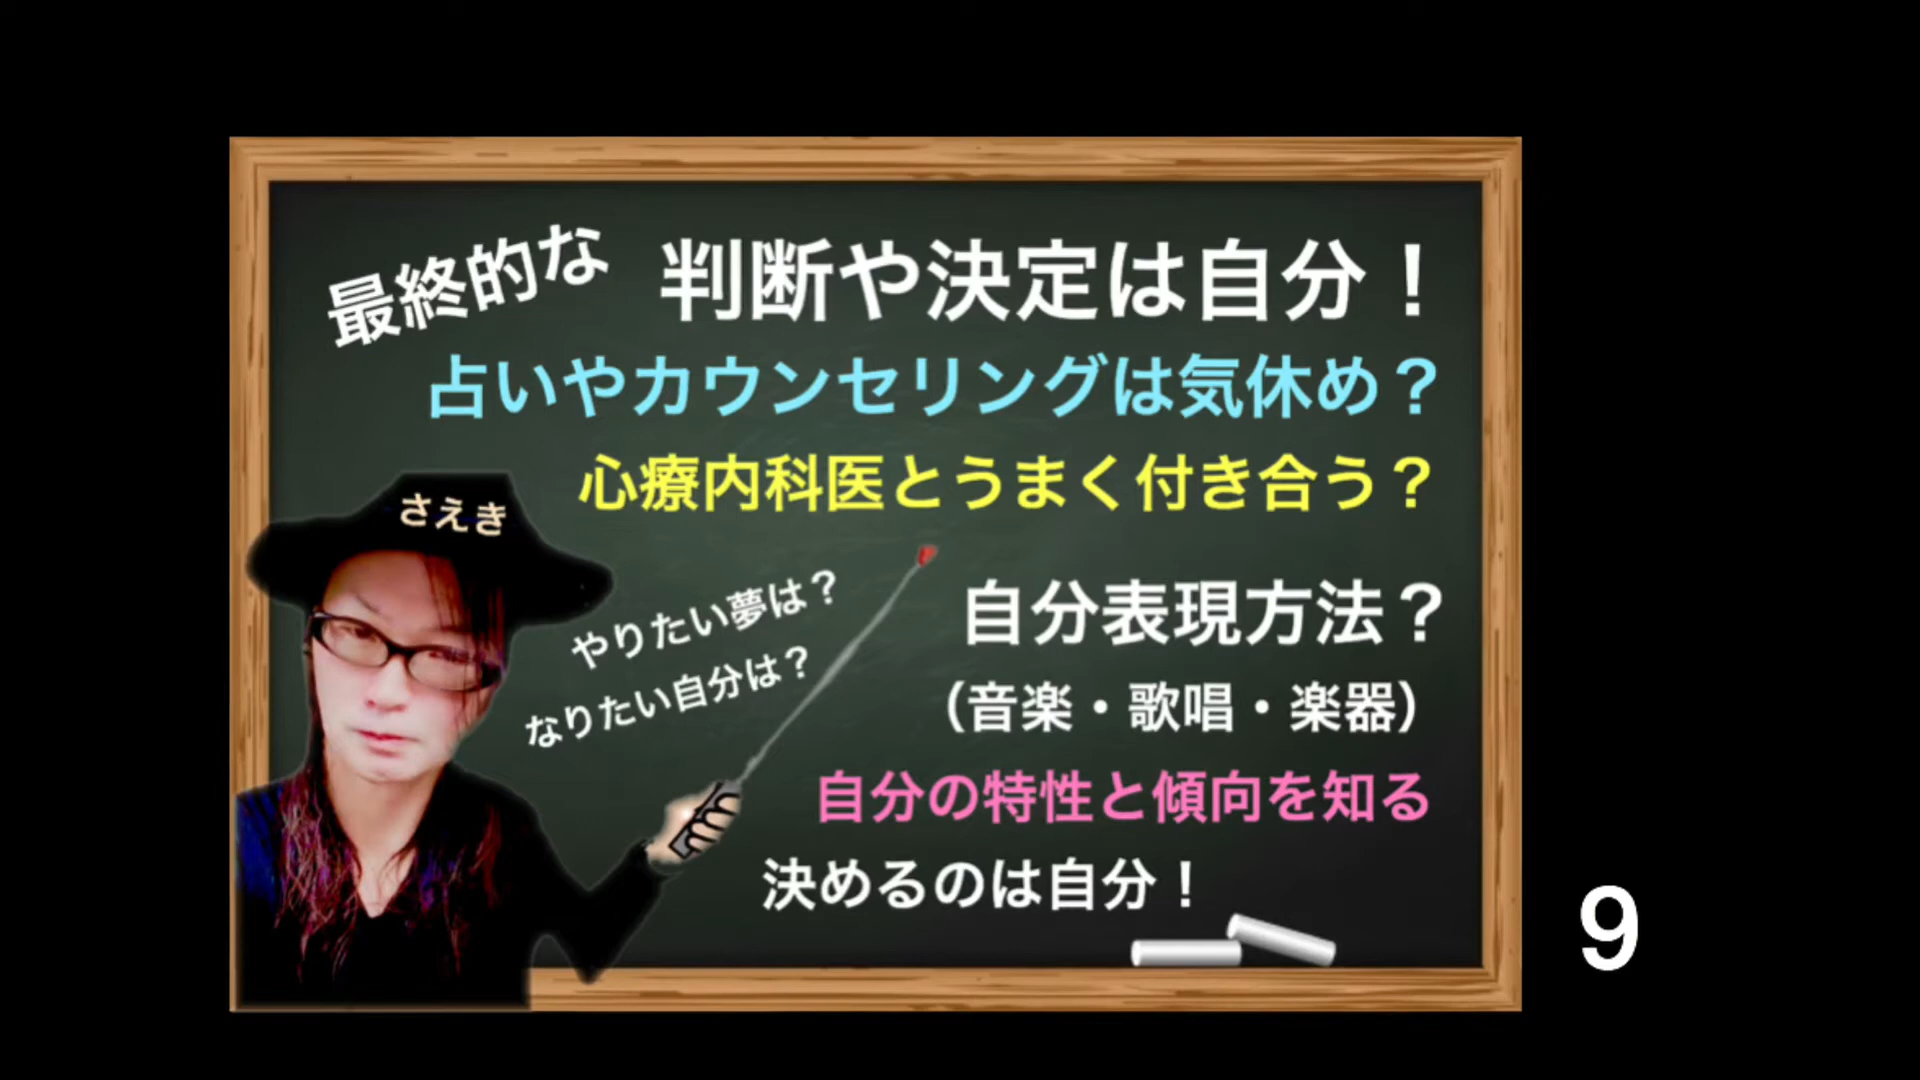 最終的な 判断や決定は自分！
占いやカウンセリングは気休め？
心療内科医とうまく付き合う？
さえき
やりたい夢は？
なりたい自分は？
自分表現方法？
（音楽・歌唱・楽器）
自分の特性と傾向を知る
決めるのは自分！
9